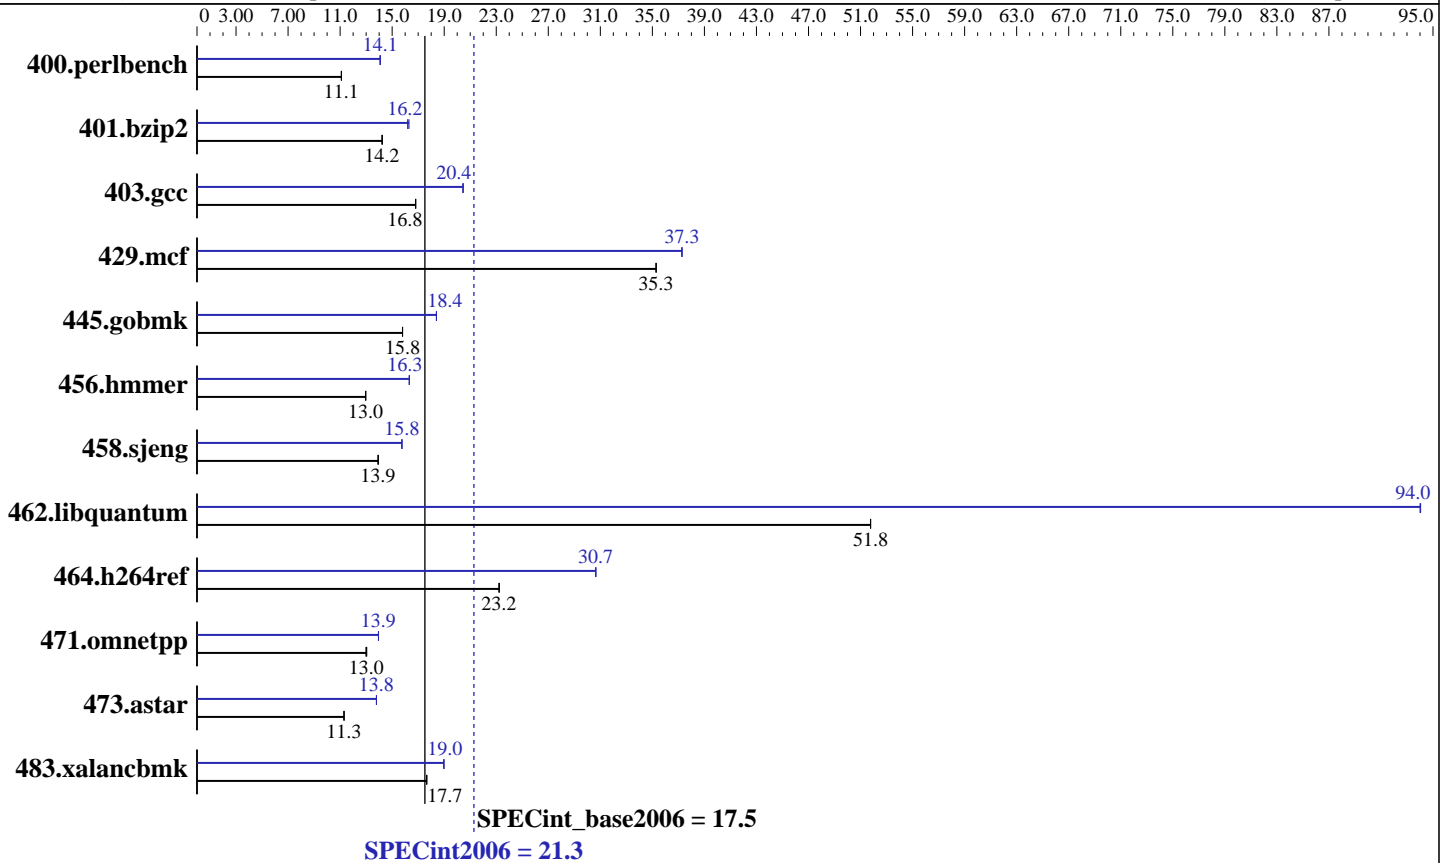 0 3.00 7.00 11.0 15.0 19.0 23.0 27.0 31.0 35.0 39.0 43.0 47.0 51.0 55.0 59.0 63.0 67.0 71.0 75.0 79.0 83.0 87.0 95.0
14.1
400.perlbench
11.1
16.2
401.bzip2
14.2
20.4
403.gcc
16.8
37.3
429.mcf
35.3
18.4
445.gobmk
15.8
16.3
456.hmmer
13.0
15.8
458.sjeng
13.9
94.0
462.libquantum
51.8
30.7
464.h264ref
23.2
13.9
471.omnetpp
13.0
13.8
473.astar
11.3
19.0
483.xalancbmk
17.7
SPECint_base2006 = 17.5
SPECint2006 = 21.3